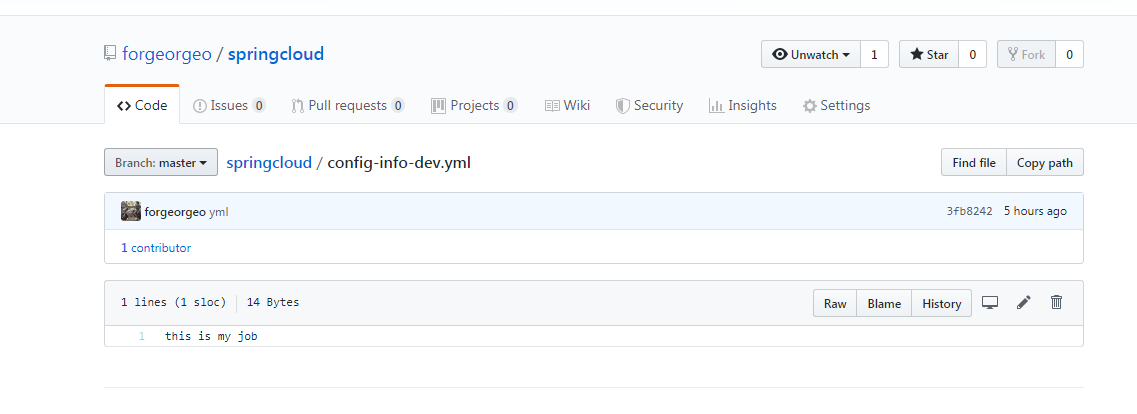 forgeorgeo / springcloud
Unwatch 1 Star 0 Fork 0
Code Issues 0 Pull requests 0 Projects 0 Wiki Security Insights Settings
Branch: master springcloud / config-info-dev.yml Find file Copy path
forgeorgeo yml 3fb8242 5 hours ago
1 contributor
1 lines (1 sloc) 14 Bytes Raw Blame History
1 this is my job